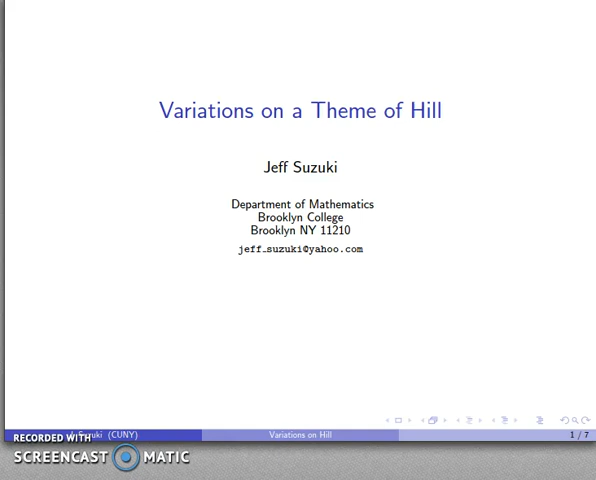 Variations on a Theme of Hill
Jeff Suzuki
Department of Mathematics
Brooklyn College
Brooklyn NY 11210
jeff_suzuki@yahoo.com
Suzuki (CUNY)
Variations on Hill
1 / 7
RECORDED WITH
SCREENCAST MATIC